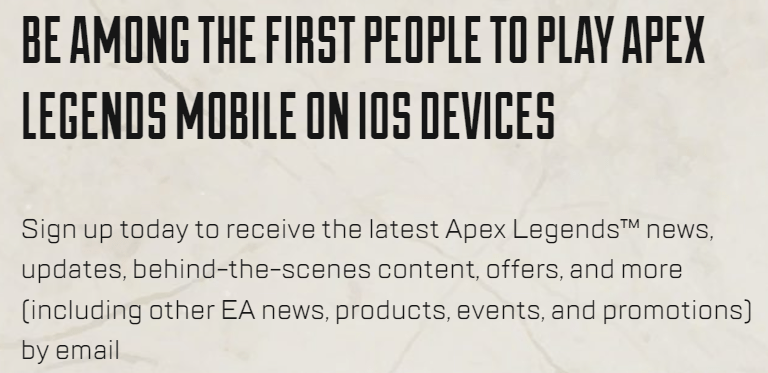 BE AMONG THE FIRST PEOPLE TO PLAY APEX
LEGENDS MOBILE ON IOS DEVICES
Sign up today to receive the latest Apex Legends™ news,
updates, behind-the-scenes content, offers, and more
(including other EA news, products, events, and promotions)
by email